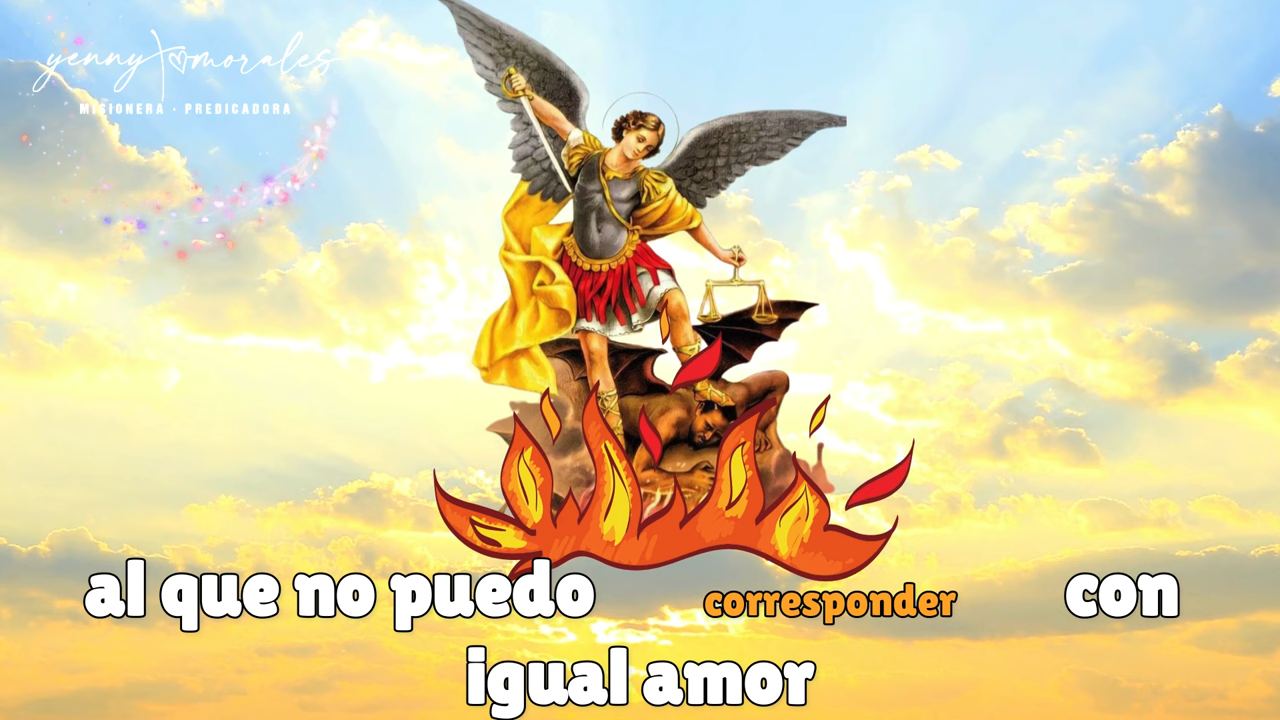 yenny morales
MISIONERA · PREDICADORA
al que no puedo corresponder con
igual amor